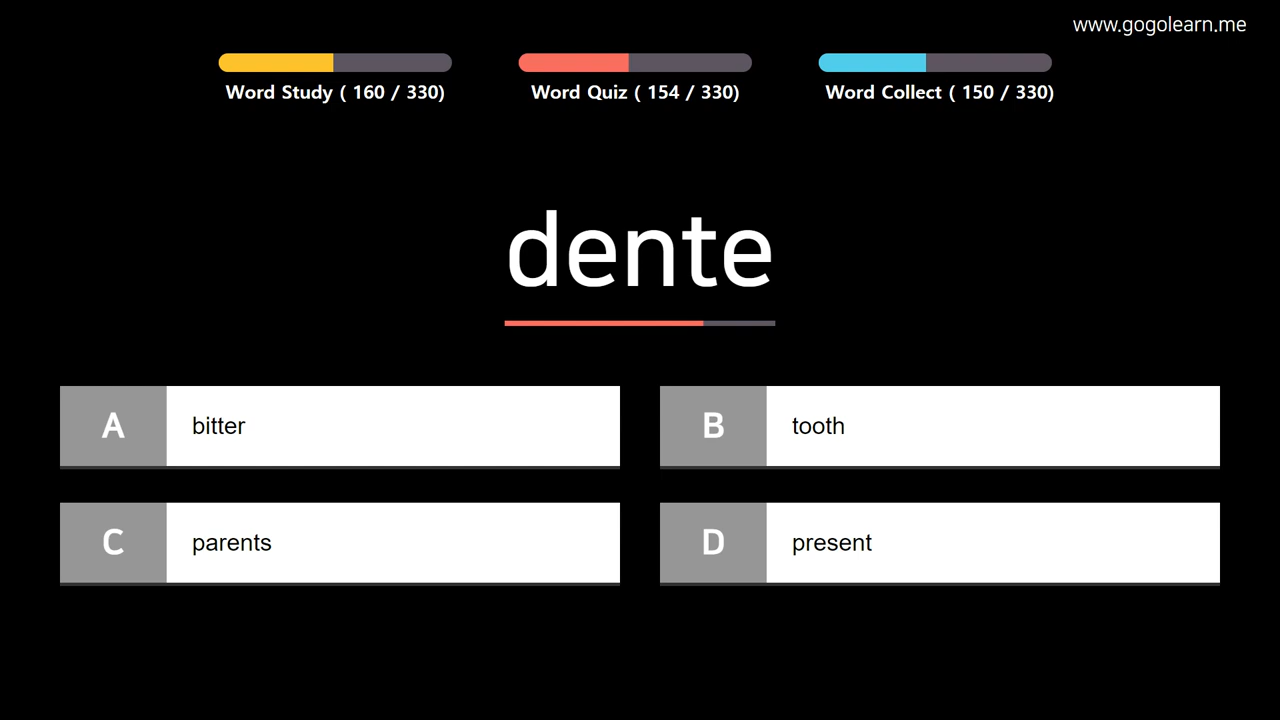 www.gogolearn.me
Word Study ( 160 / 330)
Word Quiz ( 154 / 330)
Word Collect ( 150 / 330)
dente
A bitter
B tooth
C parents
D present